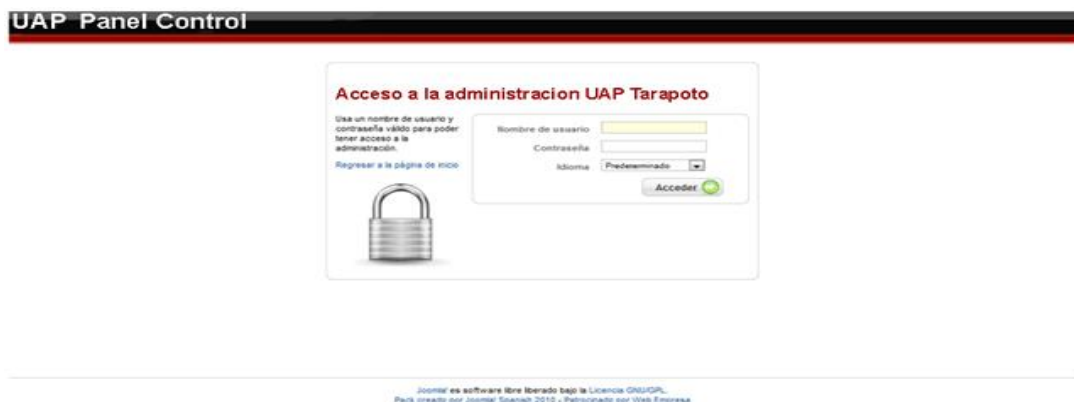 UAP Panel Control
Acceso a la administracion UAP Tarapoto
Usa un nombre de usuario y
contraseña válido para poder
tener acceso a la
administración.
Regresar a la página de inicio
Nombre de usuario
Contraseña
Idioma Predeterminado
Acceder
Joomla! es software libre liberado bajo la Licencia GNU/GPL.
Pack creado por Joomla! Spanish 2010 - Patrocinado por Web Empresa